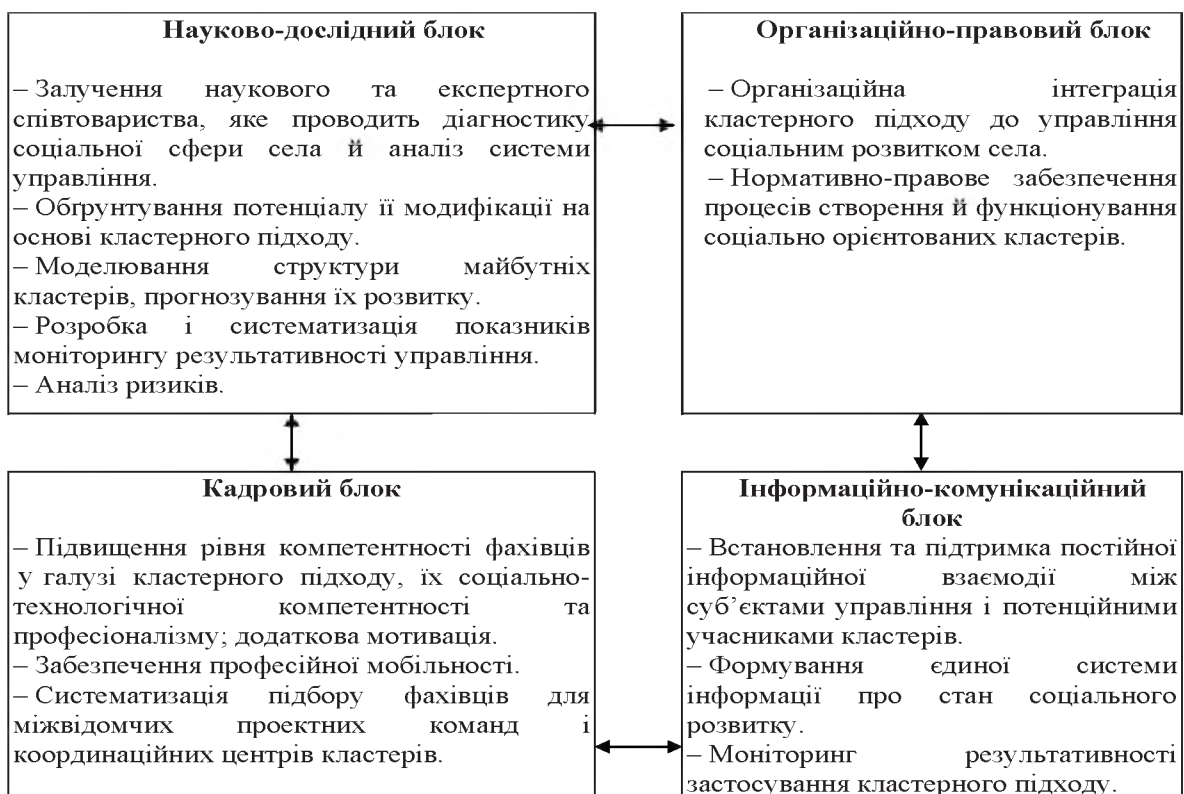 Науково-дослідний блок
– Залучення наукового та експертного
співтовариства, яке проводить діагностику
соціальної сфери села й аналіз системи
управління.
– Обґрунтування потенціалу її модифікації на
основі кластерного підходу.
– Моделювання структури майбутніх
кластерів, прогнозування їх розвитку.
– Розробка і систематизація показників
моніторингу результативності управління.
– Аналіз ризиків.
Організаційно-правовий блок
– Організаційна інтеграція
кластерного підходу до управління
соціальним розвитком села.
– Нормативно-правове забезпечення
процесів створення й функціонування
соціально орієнтованих кластерів.
Кадровий блок
– Підвищення рівня компетентності фахівців
у галузі кластерного підходу, їх соціально-
технологічної компетентності та
професіоналізму; додаткова мотивація.
– Забезпечення професійної мобільності.
– Систематизація підбору фахівців для
міжвідомчих проектних команд і
координаційних центрів кластерів.
Інформаційно-комунікаційний
блок
– Встановлення та підтримка постійної
інформаційної взаємодії між
суб’єктами управління і потенційними
учасниками кластерів.
– Формування єдиної системи
інформації про стан соціального
розвитку.
– Моніторинг результативності
застосування кластерного підходу.